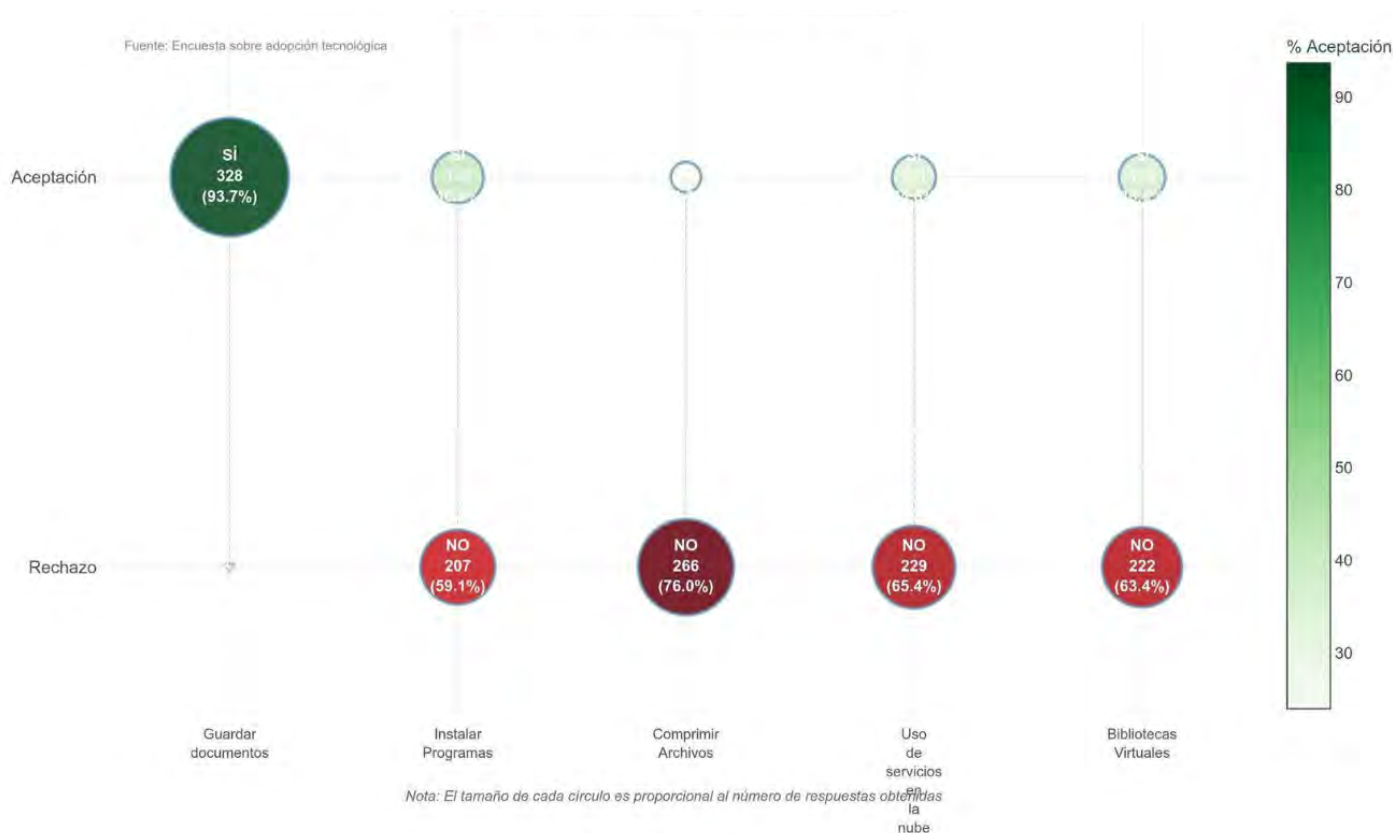 Fuente: Encuesta sobre adopción tecnológica
% Aceptación
90
80
70
60
50
40
30
Aceptación
SÍ
328
(93.7%)
SÍ
SÍ
SÍ
Rechazo
NO
207
(59.1%)
NO
266
(76.0%)
NO
229
(65.4%)
NO
222
(63.4%)
Guardar
documentos
Instalar
Programas
Comprimir
Archivos
Uso
de
servicios
en
la
nube
Bibliotecas
Virtuales
Nota: El tamaño de cada círculo es proporcional al número de respuestas obtenidas